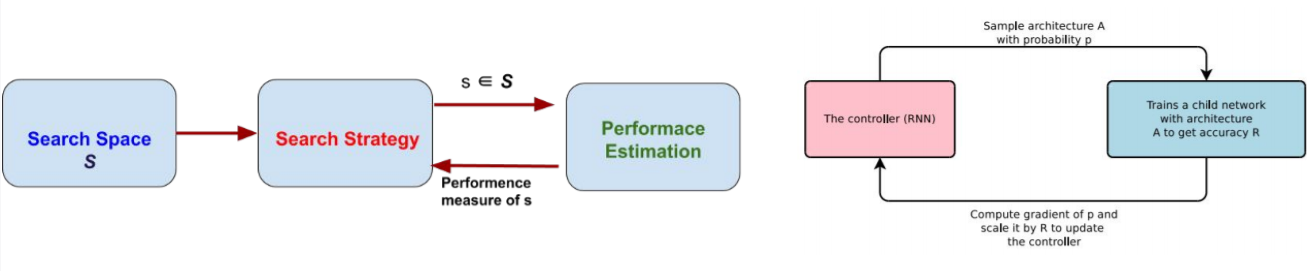 Search Space
S
Search Strategy
s ∈ S
Performence
measure of s
Performace
Estimation
Sample architecture A
with probability p
The controller (RNN)
Trains a child network
with architecture
A to get accuracy R
Compute gradient of p and
scale it by R to update
the controller